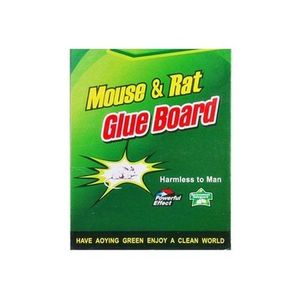 Mouse & Rat
Glue Board
Harmless to Man
Powerful
Effect
HAVE AOYING GREEN ENJOY A CLEAN WORLD